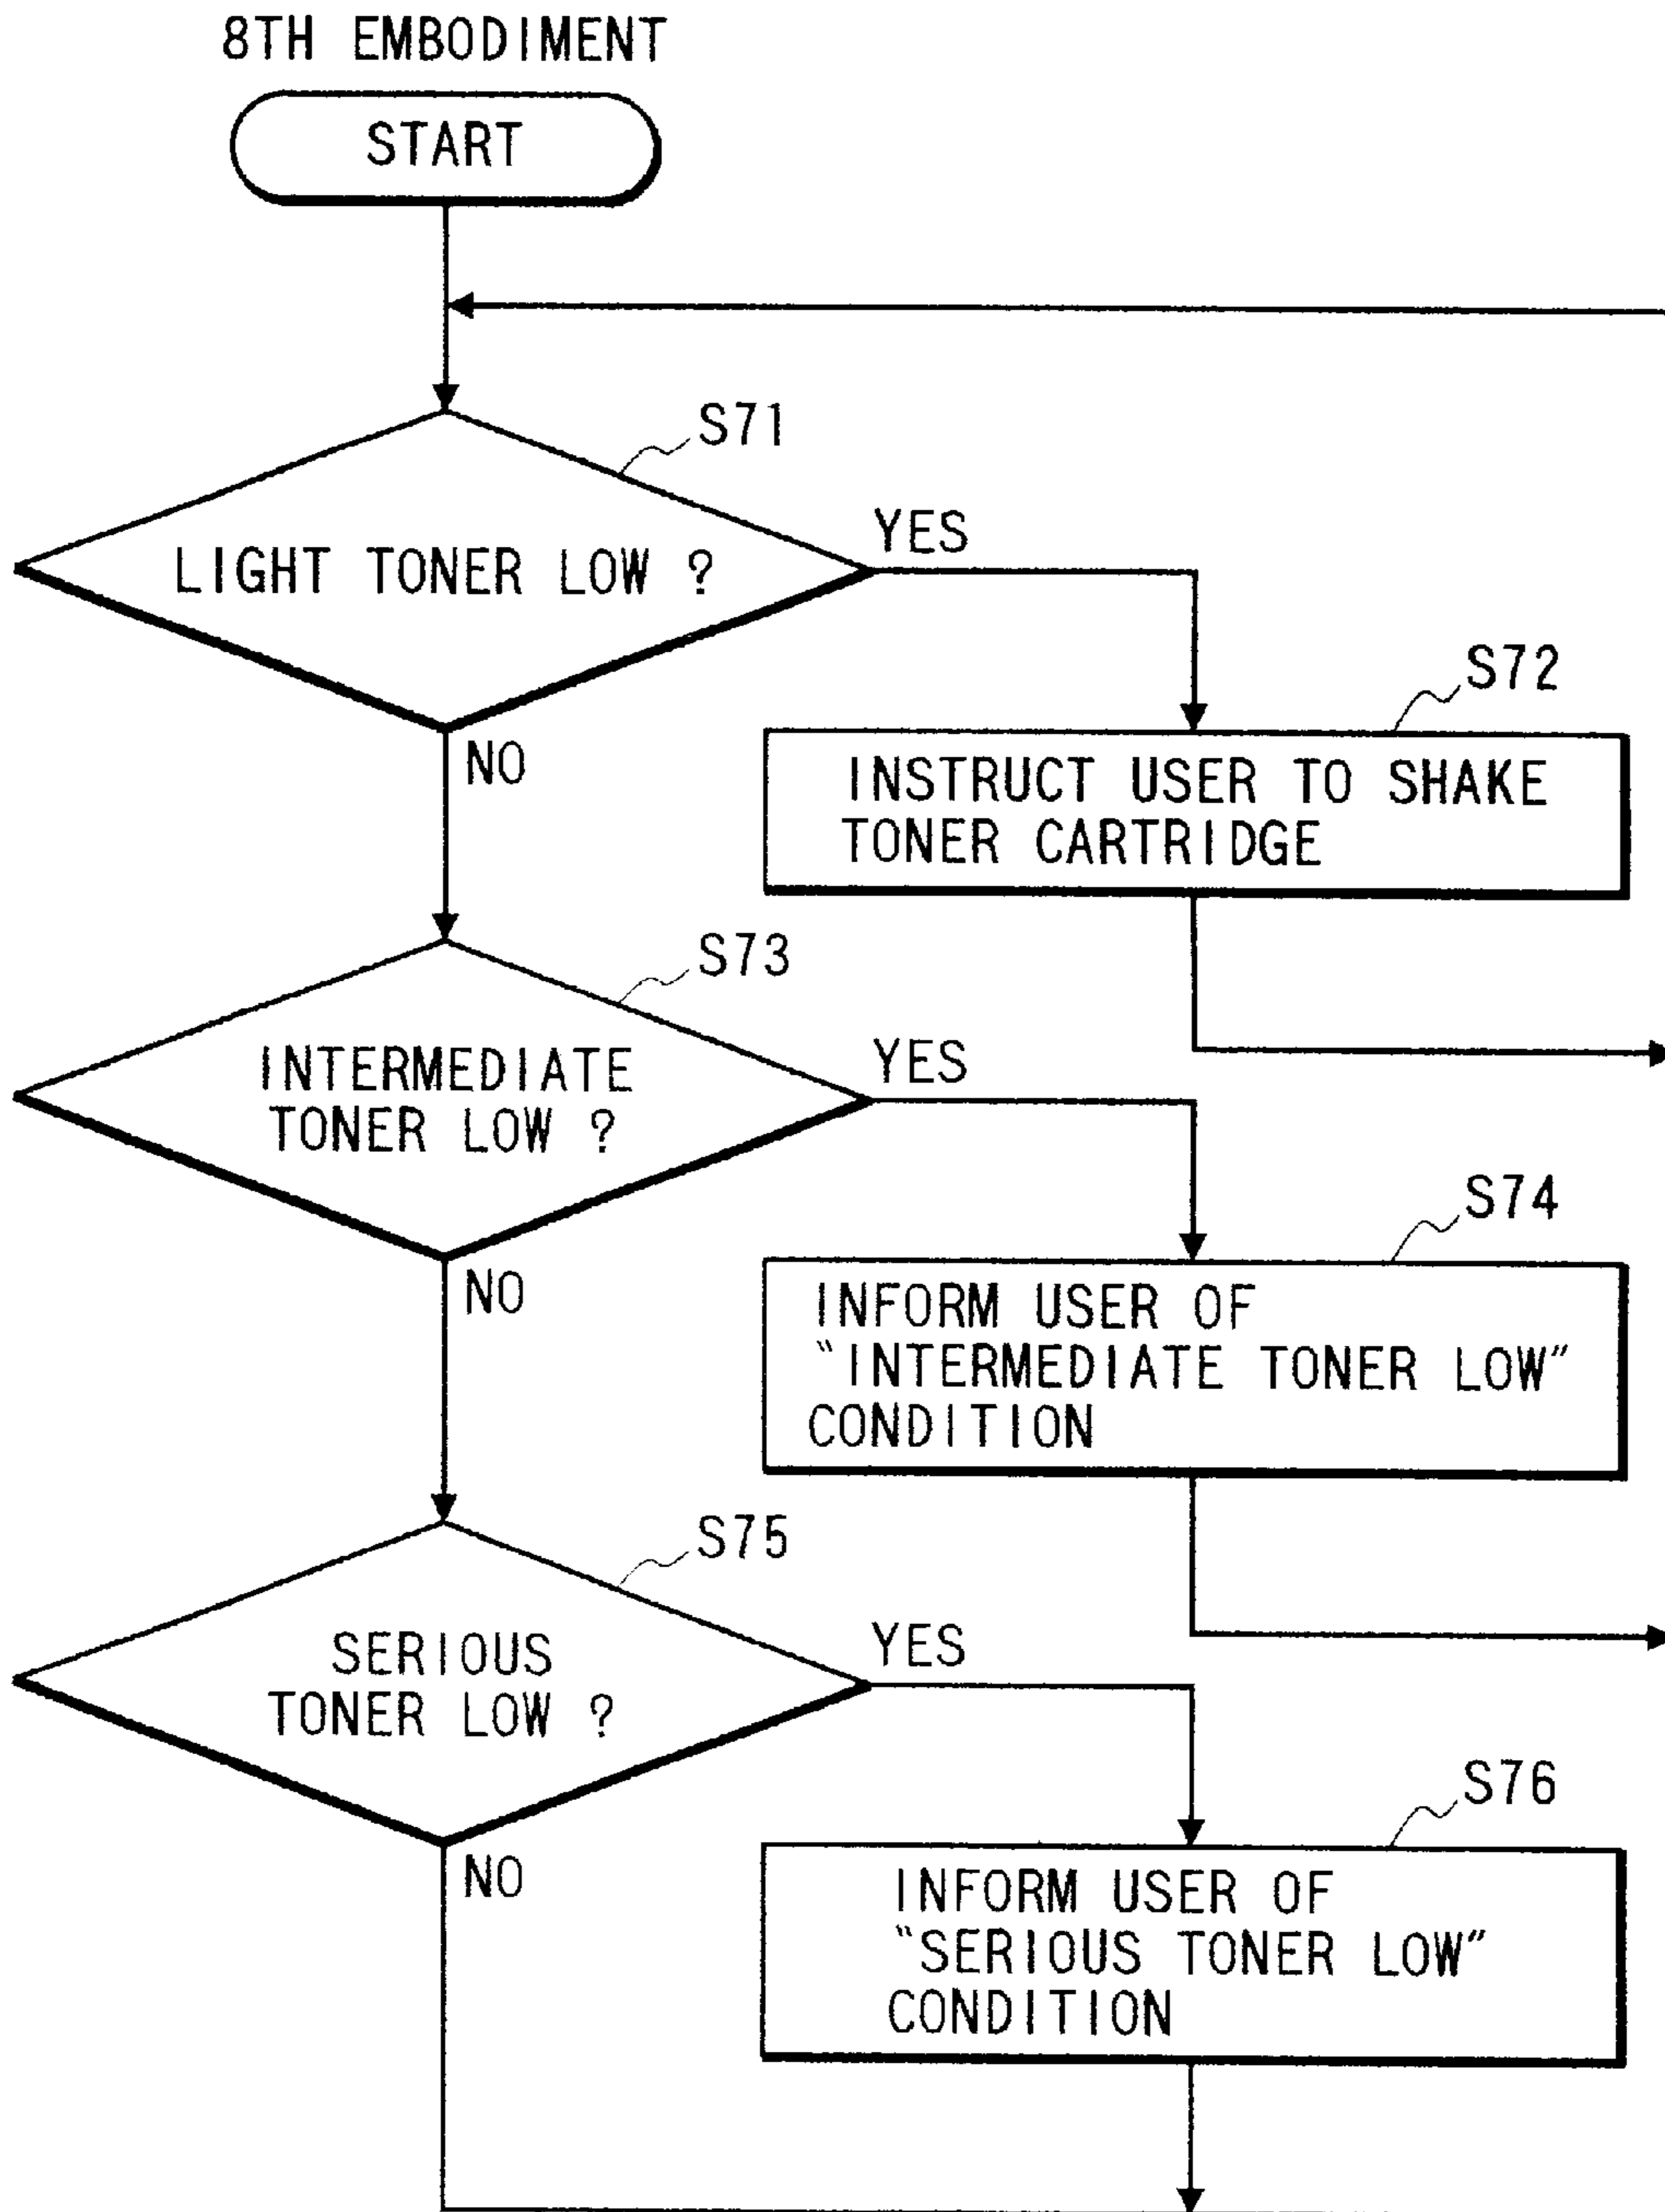 8TH EMBODIMENT
START
S71
LIGHT TONER LOW ?
YES
NO
S72
INSTRUCT USER TO SHAKE
TONER CARTRIDGE
S73
INTERMEDIATE
TONER LOW ?
YES
NO
S74
INFORM USER OF
"INTERMEDIATE TONER LOW"
CONDITION
S75
SERIOUS
TONER LOW ?
YES
NO
S76
INFORM USER OF
"SERIOUS TONER LOW"
CONDITION